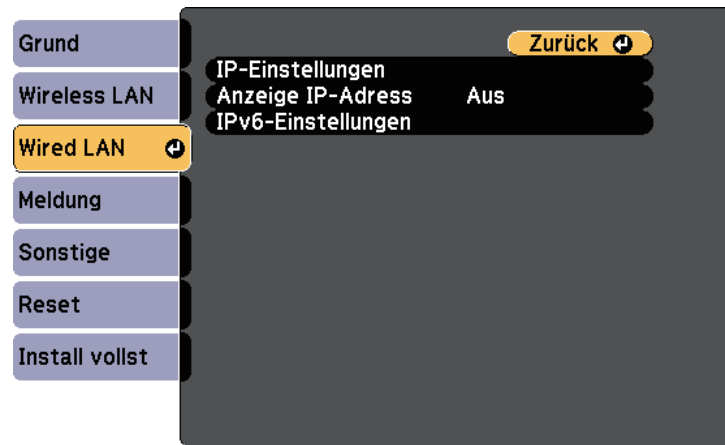 Grund
Wireless LAN
Wired LAN
Meldung
Sonstige
Reset
Install vollst
Zurück
IP-Einstellungen
Anzeige IP-Adress Aus
IPv6-Einstellungen